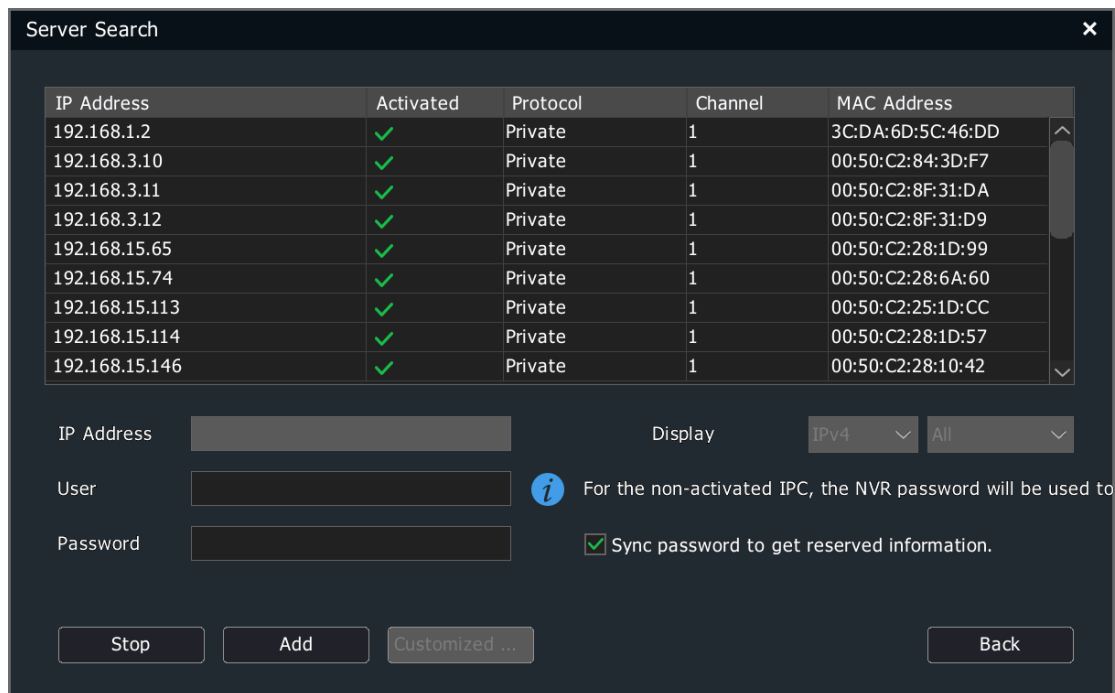 Server Search
IP Address Activated Protocol Channel MAC Address
192.168.1.2 Private 1 3C:DA:6D:5C:46:DD
192.168.3.10 Private 1 00:50:C2:84:3D:F7
192.168.3.11 Private 1 00:50:C2:8F:31:DA
192.168.3.12 Private 1 00:50:C2:8F:31:D9
192.168.15.65 Private 1 00:50:C2:28:1D:99
192.168.15.74 Private 1 00:50:C2:28:6A:60
192.168.15.113 Private 1 00:50:C2:25:1D:CC
192.168.15.114 Private 1 00:50:C2:28:1D:57
192.168.15.146 Private 1 00:50:C2:28:10:42
IP Address Display IPv4 All
User i For the non-activated IPC, the NVR password will be used to
Password Sync password to get reserved information.
Stop Add Customized ... Back